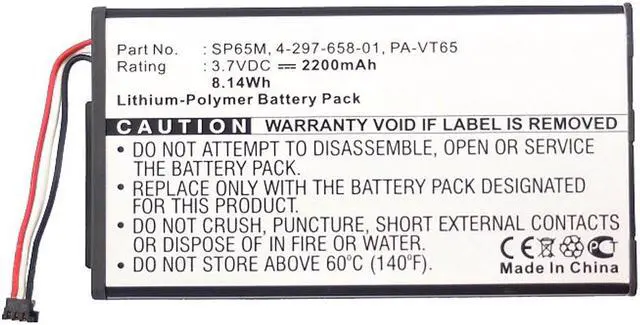 Part No. : SP65M, 4-297-658-01, PA-VT65
Rating : 3.7VDC ⎓ 2200mAh
8.14Wh
Lithium-Polymer Battery Pack
CAUTION WARRANTY VOID IF LABEL IS REMOVED
• DO NOT ATTEMPT TO DISASSEMBLE, OPEN OR SERVICE
THE BATTERY PACK.
• REPLACE ONLY WITH THE BATTERY PACK DESIGNATED
FOR THIS PRODUCT.
• DO NOT CRUSH, PUNCTURE, SHORT EXTERNAL CONTACTS
OR DISPOSE OF IN FIRE OR WATER.
• DO NOT STORE ABOVE 60°C (140°F).
CE PCT
Made In China